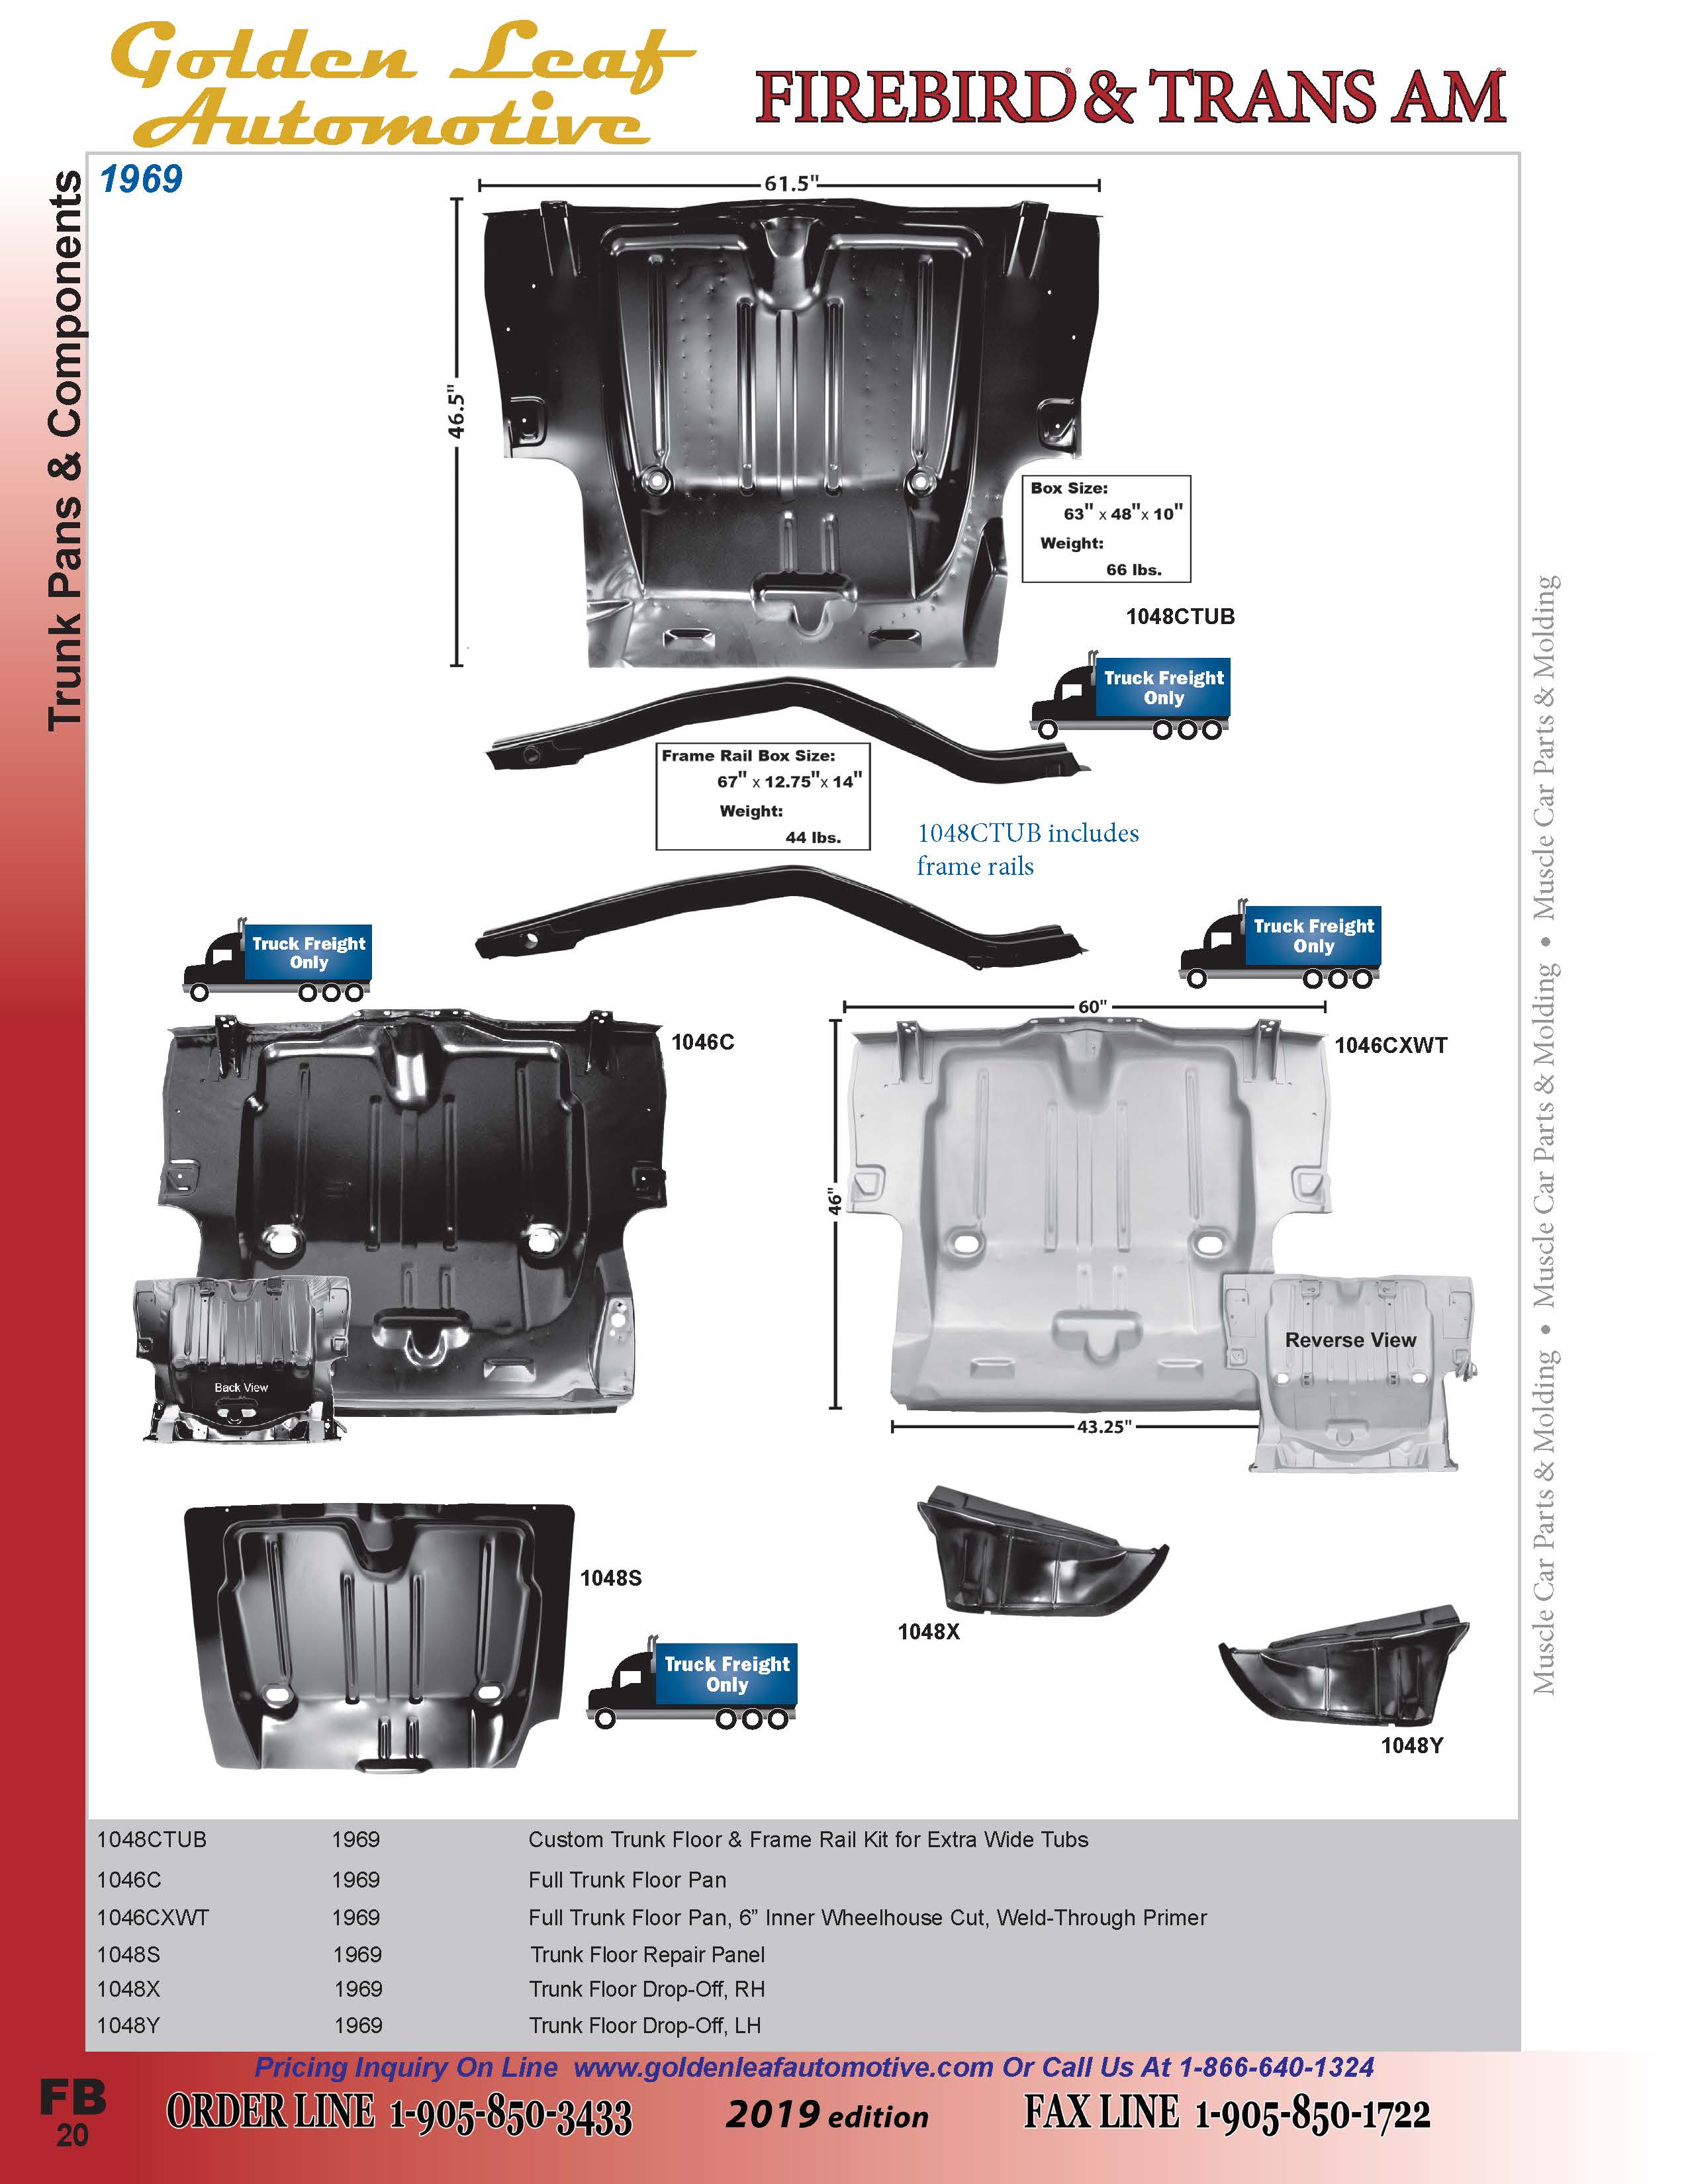 Golden Leaf
Automotive
FIREBIRD® & TRANS AM®
Trunk Pans & Components
1969
61.5"
46.5"
Box Size:
63" x 48"x 10"
Weight:
66 lbs.
1048CTUB
Truck Freight
Only
Frame Rail Box Size:
67" x 12.75"x 14"
Weight:
44 lbs.
1048CTUB includes
frame rails
Truck Freight
Only
Truck Freight
Only
1046C
60"
1046CXWT
46"
Back View
Reverse View
43.25"
1048S
Truck Freight
Only
1048X
1048Y
Muscle Car Parts & Molding • Muscle Car Parts & Molding • Muscle Car Parts & Molding
1048CTUB 1969 Custom Trunk Floor & Frame Rail Kit for Extra Wide Tubs
1046C 1969 Full Trunk Floor Pan
1046CXWT 1969 Full Trunk Floor Pan, 6” Inner Wheelhouse Cut, Weld-Through Primer
1048S 1969 Trunk Floor Repair Panel
1048X 1969 Trunk Floor Drop-Off, RH
1048Y 1969 Trunk Floor Drop-Off, LH
Pricing Inquiry On Line www.goldenleafautomotive.com Or Call Us At 1-866-640-1324
FB
20
ORDER LINE 1-905-850-3433
2019 edition
FAX LINE 1-905-850-1722